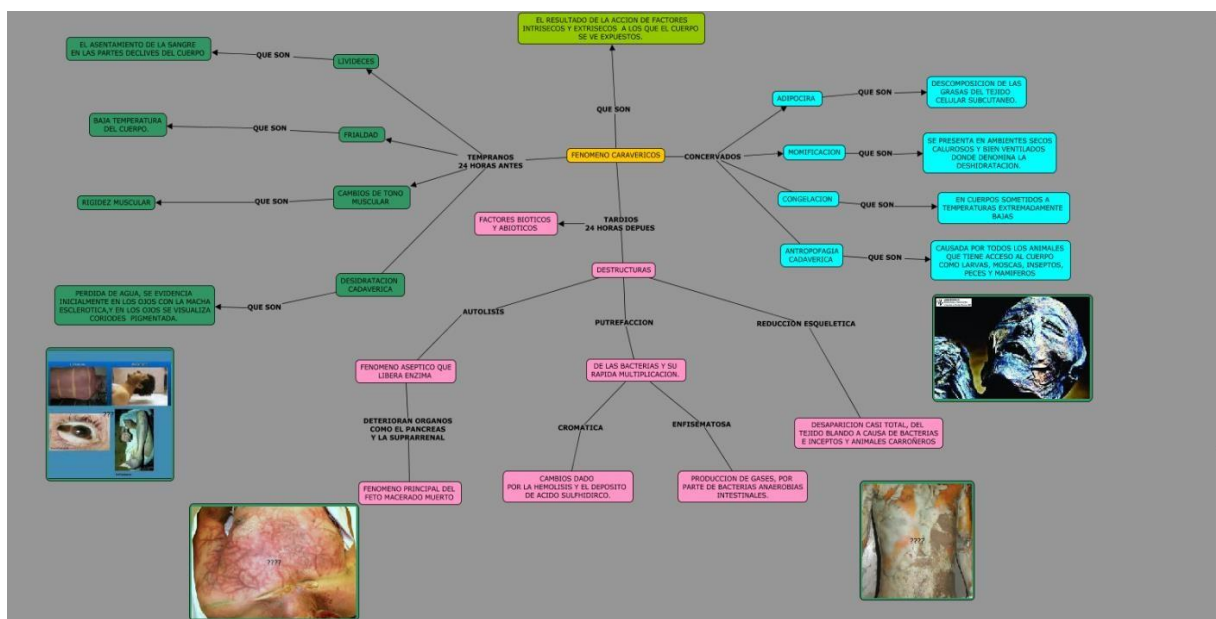 EL RESULTADO DE LA ACCION DE FACTORES
INTRISECOS Y EXTRISECOS A LOS QUE EL CUERPO
SE VE EXPUESTOS.
QUE SON
FENOMENO CARAVERICOS
TEMPRANOS
24 HORAS ANTES
LIVIDECES
QUE SON
EL ASENTAMIENTO DE LA SANGRE
EN LAS PARTES DECLIVES DEL CUERPO
FRIALDAD
QUE SON
BAJA TEMPERATURA
DEL CUERPO.
CAMBIOS DE TONO
MUSCULAR
QUE SON
RIGIDEZ MUSCULAR
DESIDRATACION
CADAVERICA
QUE SON
PERDIDA DE AGUA, SE EVIDENCIA
INICIALMENTE EN LOS OJOS CON LA MACHA
ESCLEROTICA,Y EN LOS OJOS SE VISUALIZA
CORIODES PIGMENTADA.
CONCERVADOS
ADIPOCIRA
QUE SON
DESCOMPOSICION DE LAS
GRASAS DEL TEJIDO
CELULAR SUBCUTANEO.
MOMIFICACION
QUE SON
SE PRESENTA EN AMBIENTES SECOS
CALUROSOS Y BIEN VENTILADOS
DONDE DENOMINA LA
DESHIDRATACION.
CONGELACION
QUE SON
EN CUERPOS SOMETIDOS A
TEMPERATURAS EXTREMADAMENTE
BAJAS
ANTROPOFAGIA
CADAVERICA
QUE SON
CAUSADA POR TODOS LOS ANIMALES
QUE TIENE ACCESO AL CUERPO
COMO LARVAS, MOSCAS, INSEPTOS,
PECES Y MAMIFEROS
TARDIOS
24 HORAS DEPUES
FACTORES BIOTICOS
Y ABIOTICOS
DESTRUCTURAS
AUTOLISIS
FENOMENO ASEPTICO QUE
LIBERA ENZIMA
DETERIORAN ORGANOS
COMO EL PANCREAS
Y LA SUPRARRENAL
FENOMENO PRINCIPAL DEL
FETO MACERADO MUERTO
PUTREFACCION
DE LAS BACTERIAS Y SU
RAPIDA MULTIPLICACION.
CROMATICA
CAMBIOS DADO
POR LA HEMOLISIS Y EL DEPOSITO
DE ACIDO SULFHIDIRCO.
ENFISEMATOSA
PRODUCCION DE GASES, POR
PARTE DE BACTERIAS ANAEROBIAS
INTESTINALES.
REDUCCION ESQUELETICA
DESAPARICION CASI TOTAL, DEL
TEJIDO BLANDO A CAUSA DE BACTERIAS
E INCEPTOS Y ANIMALES CARROÑEROS
????
????